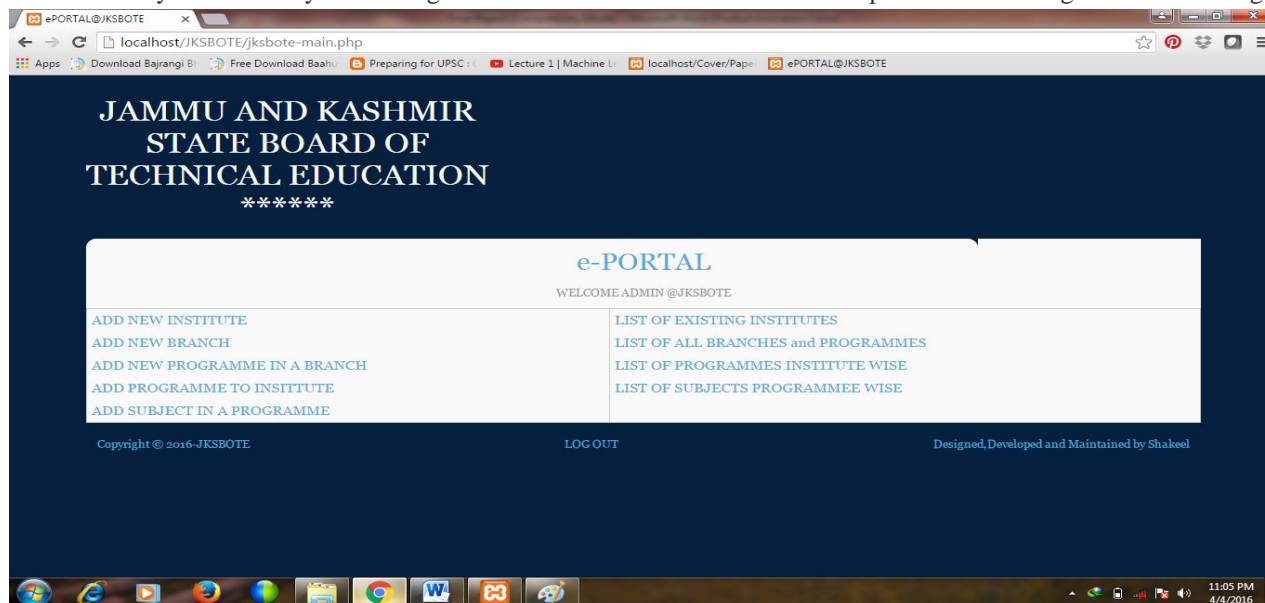 ePORTAL@JKSBOTE
localhost/JKSBOTE/jksbote-main.php
Apps Download Bajrangi Free Download Baahu Preparing for UPSC : Lecture 1 | Machine localhost/Cover/Pape ePORTAL@JKSBOTE
JAMMU AND KASHMIR
STATE BOARD OF
TECHNICAL EDUCATION
******
e-PORTAL
WELCOME ADMIN @JKSBOTE
ADD NEW INSTITUTE
ADD NEW BRANCH
ADD NEW PROGRAMME IN A BRANCH
ADD PROGRAMME TO INSITTUTE
ADD SUBJECT IN A PROGRAMME
LIST OF EXISTING INSTITUTES
LIST OF ALL BRANCHES and PROGRAMMES
LIST OF PROGRAMMES INSTITUTE WISE
LIST OF SUBJECTS PROGRAMMEE WISE
Copyright © 2016-JKSBOTE LOG OUT Designed,Developed and Maintained by Shakeel
11:05 PM
4/4/2016